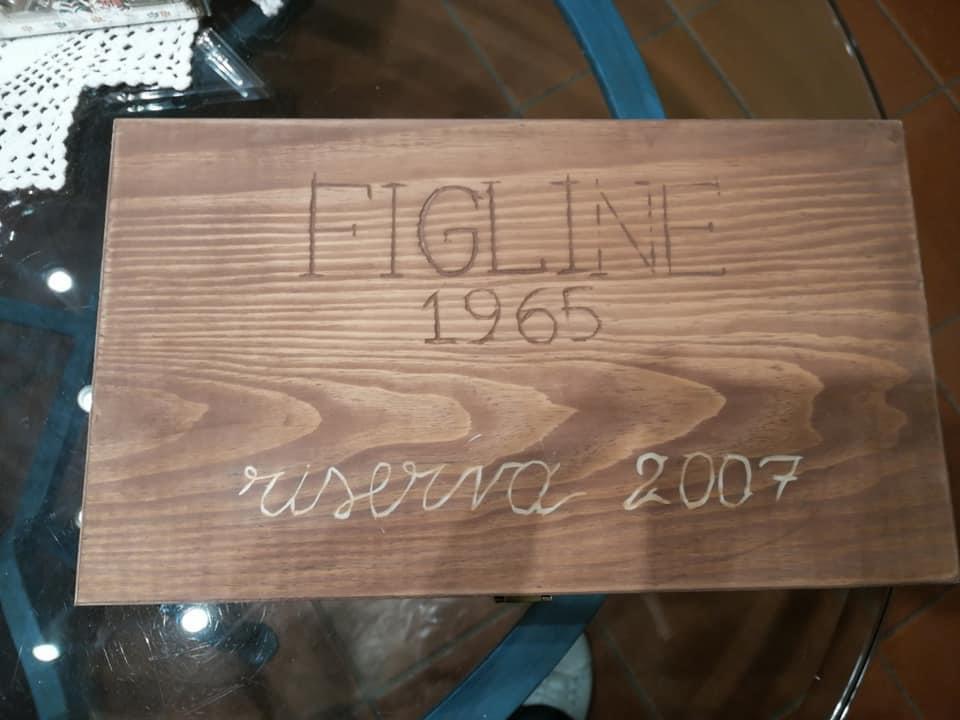 FIGLINE
1965
riserva 2007